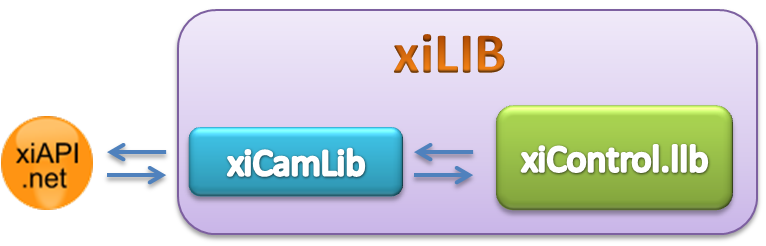 xiLIB
xiAPI
.net
xiCamLib
xiControl.llb